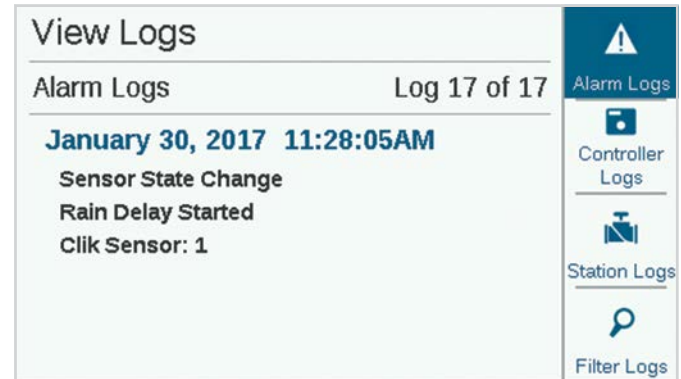 View Logs
Alarm Logs
Log 17 of 17
January 30, 2017 11:28:05AM
Sensor State Change
Rain Delay Started
Clik Sensor: 1
Alarm Logs
Controller
Logs
Station Logs
Filter Logs